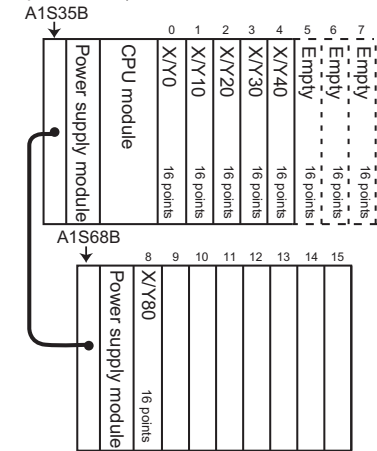 A1S35B
0 1 2 3 4 5 6 7
Power supply module
CPU module
X/Y0 16 points
X/Y10 16 points
X/Y20 16 points
X/Y30 16 points
X/Y40 16 points
Empty 16 points
Empty 16 points
Empty 16 points
A1S68B
8 9 10 11 12 13 14 15
Power supply module
X/Y80 16 points